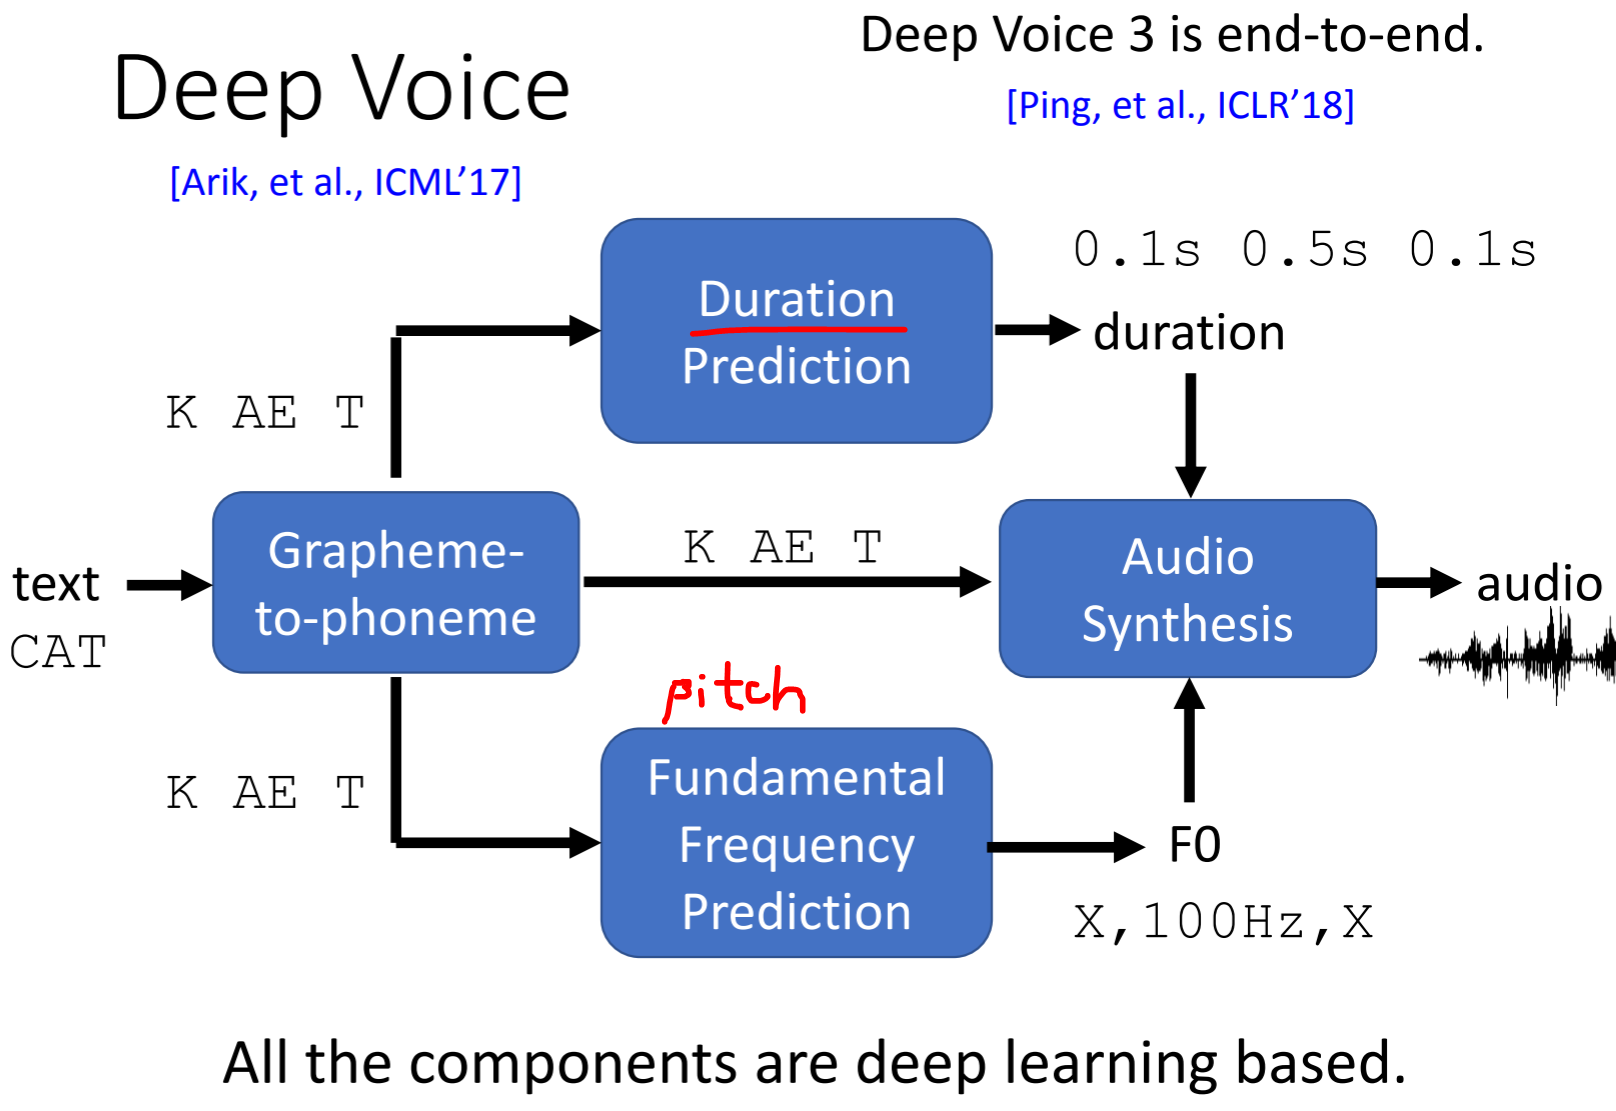 Deep Voice
[Arik, et al., ICML’17]
Deep Voice 3 is end-to-end.
[Ping, et al., ICLR’18]
Duration
Prediction
0.1s 0.5s 0.1s
duration
K AE T
text
CAT
Grapheme-
to-phoneme
K AE T
Audio
Synthesis
audio
K AE T
pitch
Fundamental
Frequency
Prediction
F0
X,100Hz,X
All the components are deep learning based.